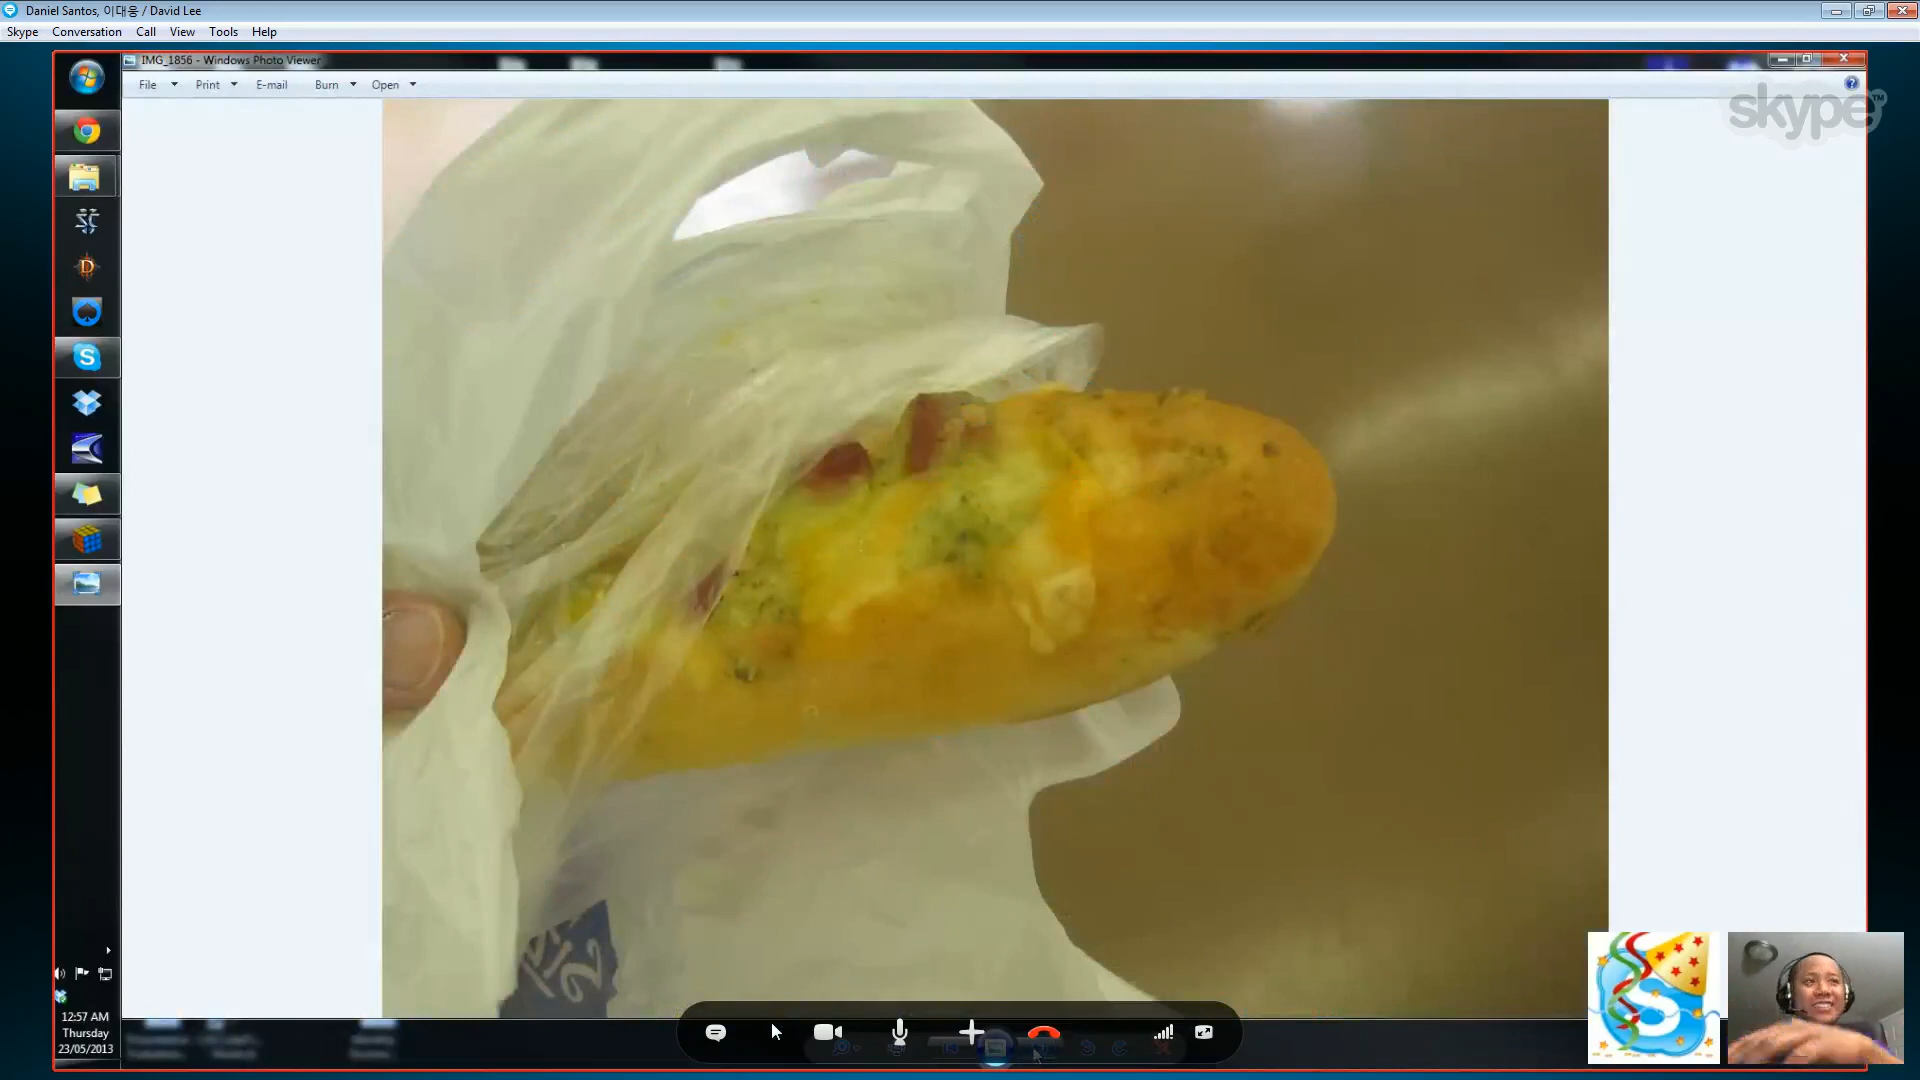 Daniel Santos, 이대웅 / David Lee
Skype Conversation Call View Tools Help
IMG_1856 - Windows Photo Viewer
File Print E-mail Burn Open
skype™
12:57 AM
Thursday
23/05/2013